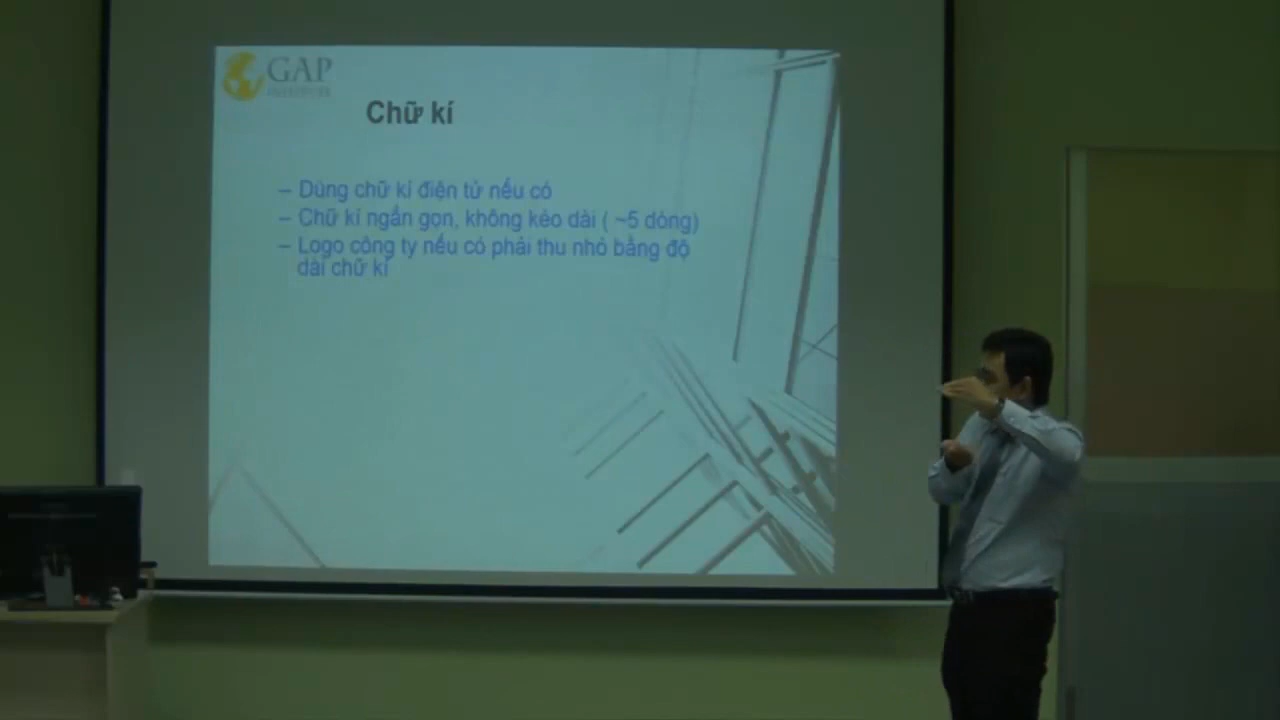 GAP
Chữ kí
– Dùng chữ kí điện tử nếu có
– Chữ kí ngắn gọn, không kéo dài ( ~5 dòng)
– Logo công ty nếu có phải thu nhỏ bằng độ
dài chữ kí